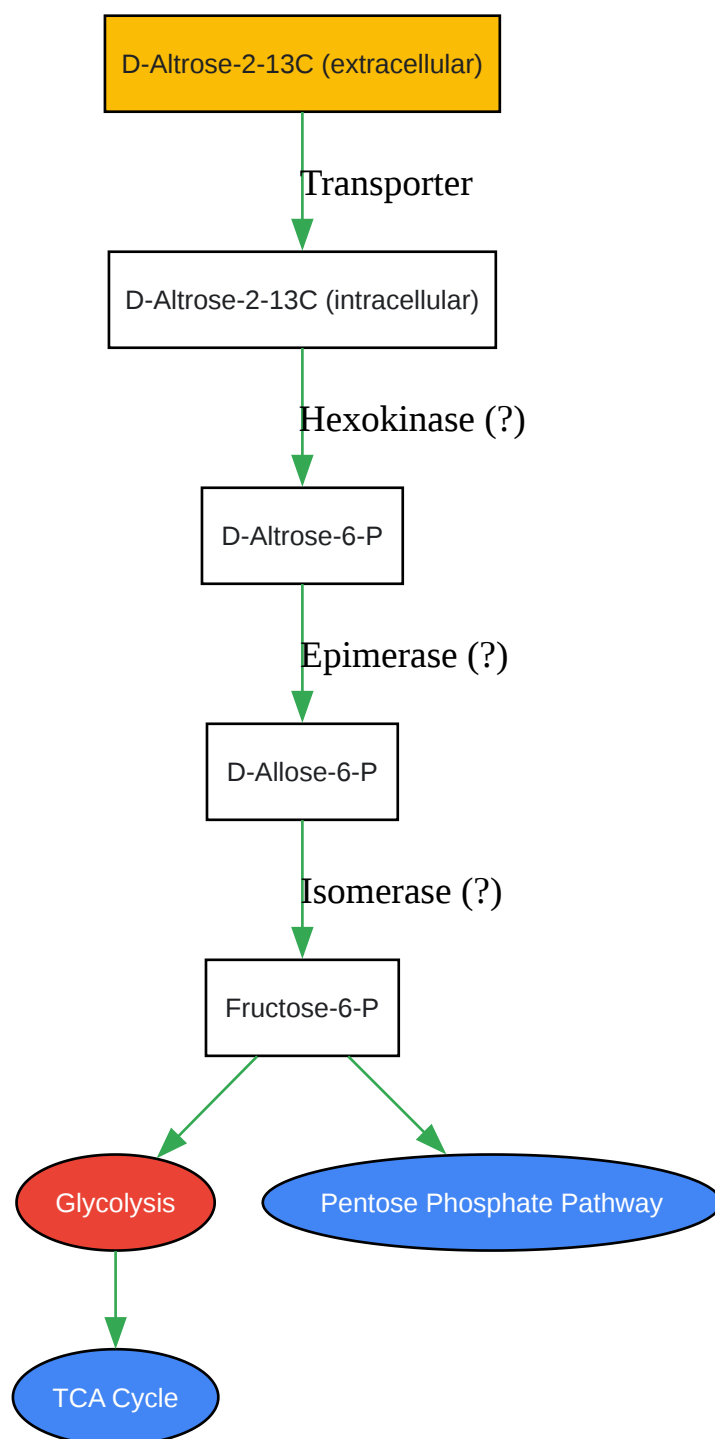 D-Altrose-2-13C (extracellular)
Transporter
D-Altrose-2-13C (intracellular)
Hexokinase (?)
D-Altrose-6-P
Epimerase (?)
D-Allose-6-P
Isomerase (?)
Fructose-6-P
Glycolysis
Pentose Phosphate Pathway
TCA Cycle